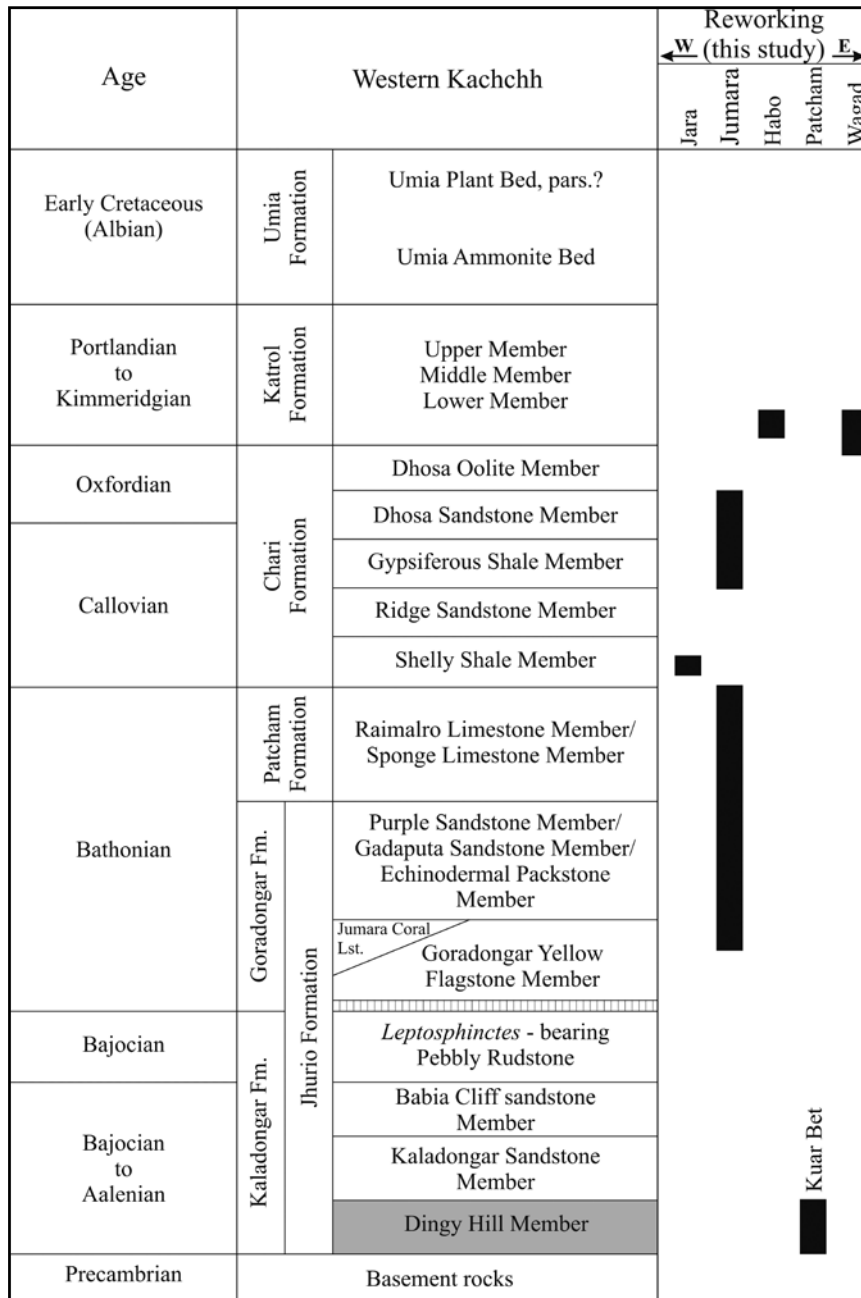 Age
Western Kachchh
Reworking
W (this study) E
Jara
Jumara
Habo
Patcham
Wagad
Early Cretaceous
(Albian)
Umia
Formation
Umia Plant Bed, pars.?
Umia Ammonite Bed
Portlandian
to
Kimmeridgian
Katrol
Formation
Upper Member
Middle Member
Lower Member
Oxfordian
Callovian
Chari
Formation
Dhosa Oolite Member
Dhosa Sandstone Member
Gypsiferous Shale Member
Ridge Sandstone Member
Shelly Shale Member
Bathonian
Patcham
Formation
Raimalro Limestone Member/
Sponge Limestone Member
Goradongar Fm.
Jhurio Formation
Purple Sandstone Member/
Gadaputa Sandstone Member/
Echinodermal Packstone
Member
Jumara Coral
Lst.
Goradongar Yellow
Flagstone Member
Bajocian
Kaladongar Fm.
Leptosphinctes - bearing
Pebbly Rudstone
Bajocian
to
Aalenian
Babia Cliff sandstone
Member
Kaladongar Sandstone
Member
Dingy Hill Member
Kuar Bet
Precambrian
Basement rocks